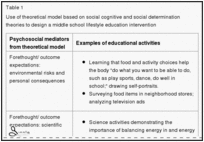 Table 1
Use of theoretical model based on social cognitive and social determination
theories to design a middle school lifestyle education intervention
Psychosocial mediators
from theoretical model
Examples of educational activities
Forethought/ outcome
expectations:
environmental risks and
personal consequences
Learning that food and activity choices help
the body "do what you want to be able to do,
such as play sports, dance, do well in
school;" drawing self-portraits.
Surveying food items in neighborhood stores;
analyzing television ads
Forethought/ outcome
expectations: scientific
Science activities demonstrating the
importance of balancing energy in and energy